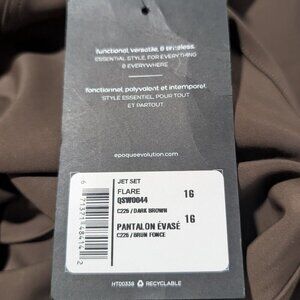 functional, versatile, & timeless.
ESSENTIAL STYLE, FOR EVERYTHING
& EVERYWHERE
fonctionnel, polyvalent et intemporel.
STYLE ESSENTIEL, POUR TOUT
ET PARTOUT.
epoqueevolution.com
JET SET
FLARE 16
QSW0044
C226 / DARK BROWN
PANTALON ÉVASÉ 16
C226 / BRUN FONCE
HT00338 RECYCLABLE